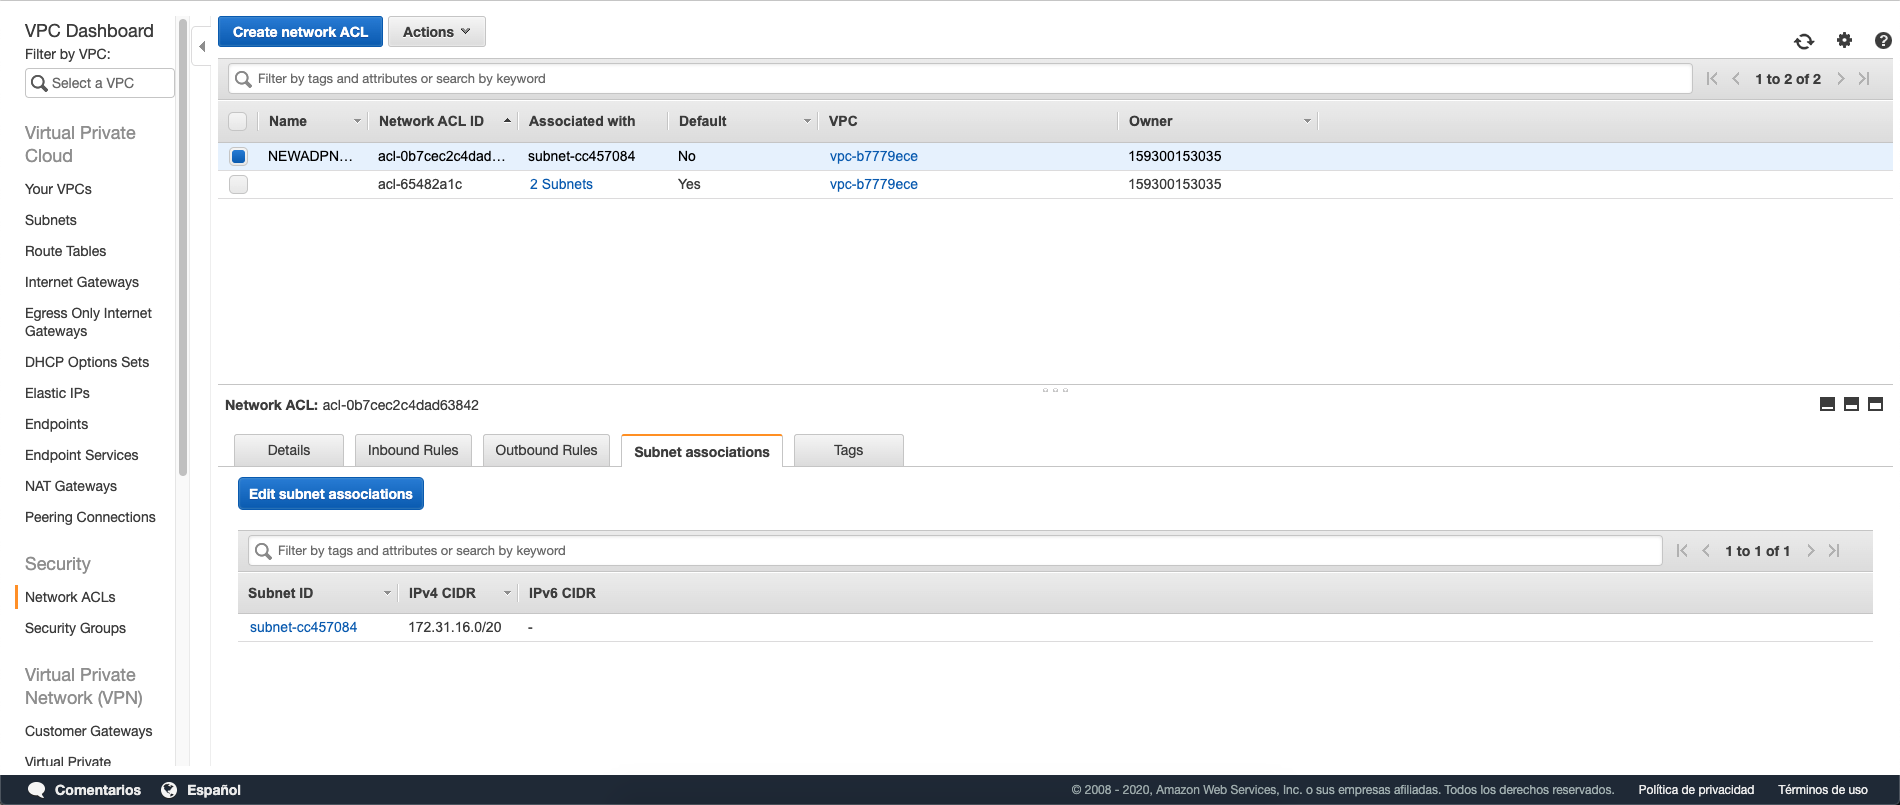 VPC Dashboard
Filter by VPC:
Select a VPC
Virtual Private
Cloud
Your VPCs
Subnets
Route Tables
Internet Gateways
Egress Only Internet
Gateways
DHCP Options Sets
Elastic IPs
Endpoints
Endpoint Services
NAT Gateways
Peering Connections
Security
Network ACLs
Security Groups
Virtual Private
Network (VPN)
Customer Gateways
Virtual Private
Create network ACL Actions
Filter by tags and attributes or search by keyword 1 to 2 of 2
Name Network ACL ID Associated with Default VPC Owner
NEWADPN... acl-0b7cec2c4dad... subnet-cc457084 No vpc-b7779ece 159300153035
acl-65482a1c 2 Subnets Yes vpc-b7779ece 159300153035
Network ACL: acl-0b7cec2c4dad63842
Details Inbound Rules Outbound Rules Subnet associations Tags
Edit subnet associations
Filter by tags and attributes or search by keyword 1 to 1 of 1
Subnet ID IPv4 CIDR IPv6 CIDR
subnet-cc457084 172.31.16.0/20 -
Comentarios Español © 2008 - 2020, Amazon Web Services, Inc. o sus empresas afiliadas. Todos los derechos reservados. Política de privacidad Términos de uso